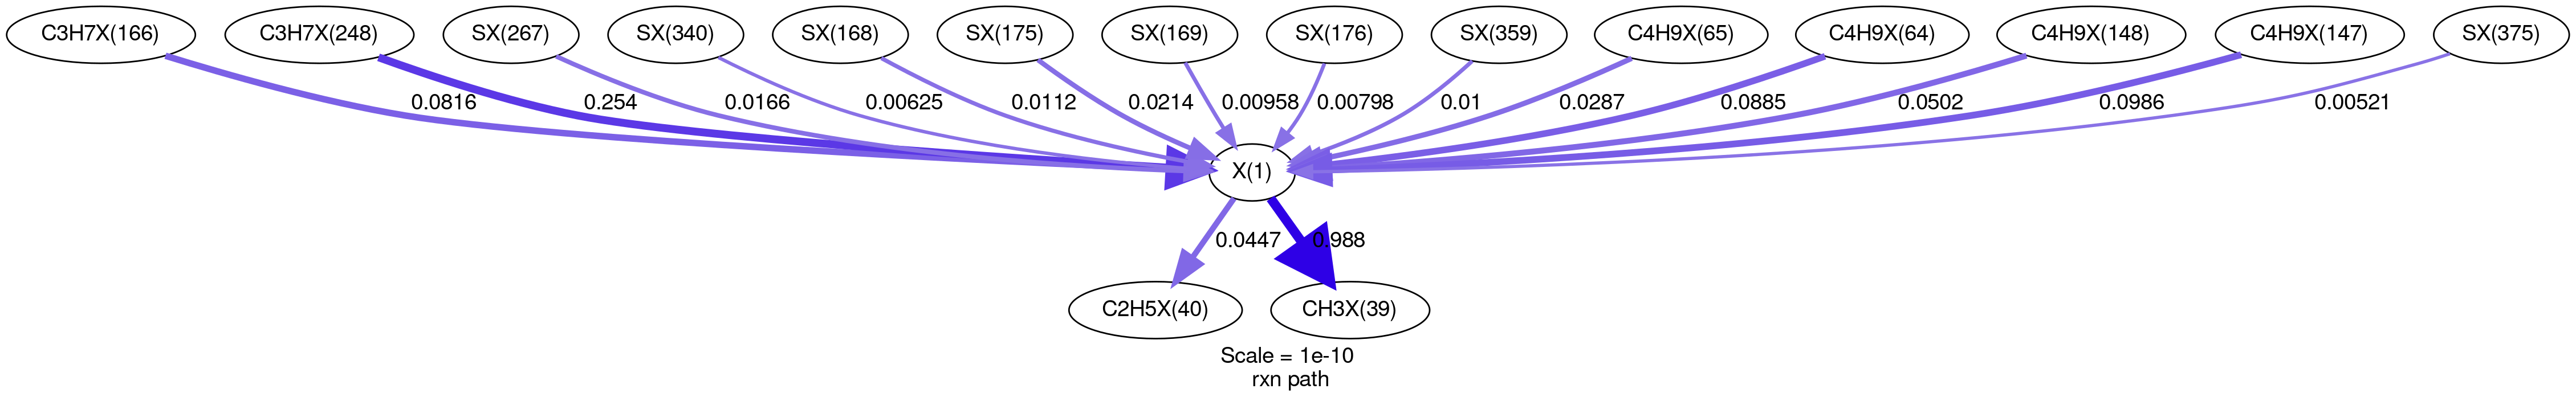 C3H7X(166) C3H7X(248) SX(267) SX(340) SX(168) SX(175) SX(169) SX(176) SX(359) C4H9X(65) C4H9X(64) C4H9X(148) C4H9X(147) SX(375)
0.0816 0.254 0.0166 0.00625 0.0112 0.0214 0.00958 0.00798 0.01 0.0287 0.0885 0.0502 0.0986 0.00521
X(1)
0.0447 0.988
C2H5X(40) CH3X(39)
Scale = 1e-10
rxn path